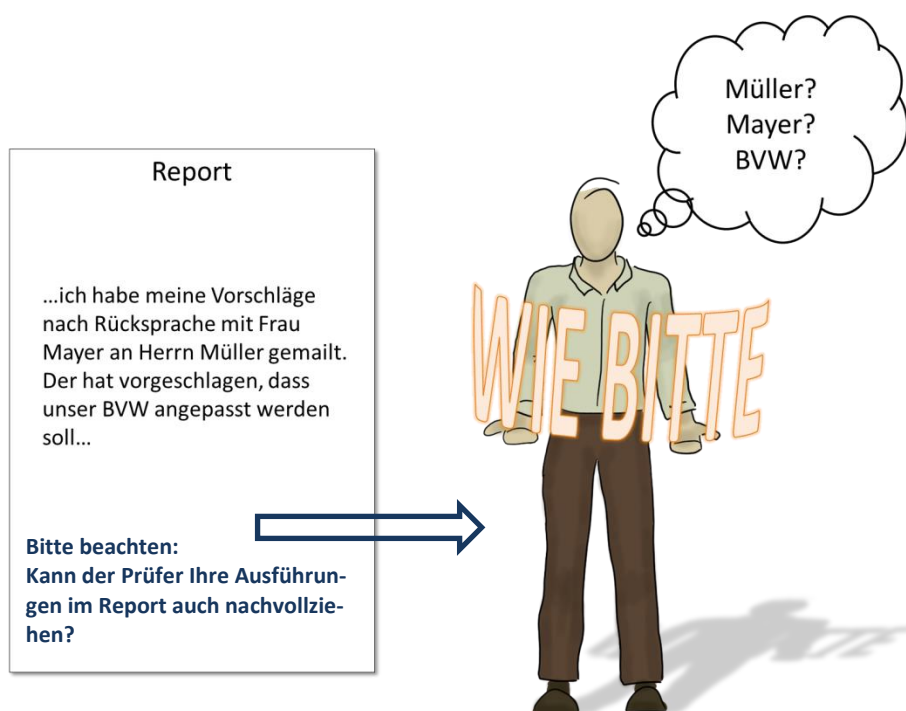 Müller?
Mayer?
BVW?
Report
...ich habe meine Vorschläge
nach Rücksprache mit Frau
Mayer an Herrn Müller gemailt.
Der hat vorgeschlagen, dass
unser BVW angepasst werden
soll...
WIE BITTE
Bitte beachten:
Kann der Prüfer Ihre Ausführun-
gen im Report auch nachvollzie-
hen?